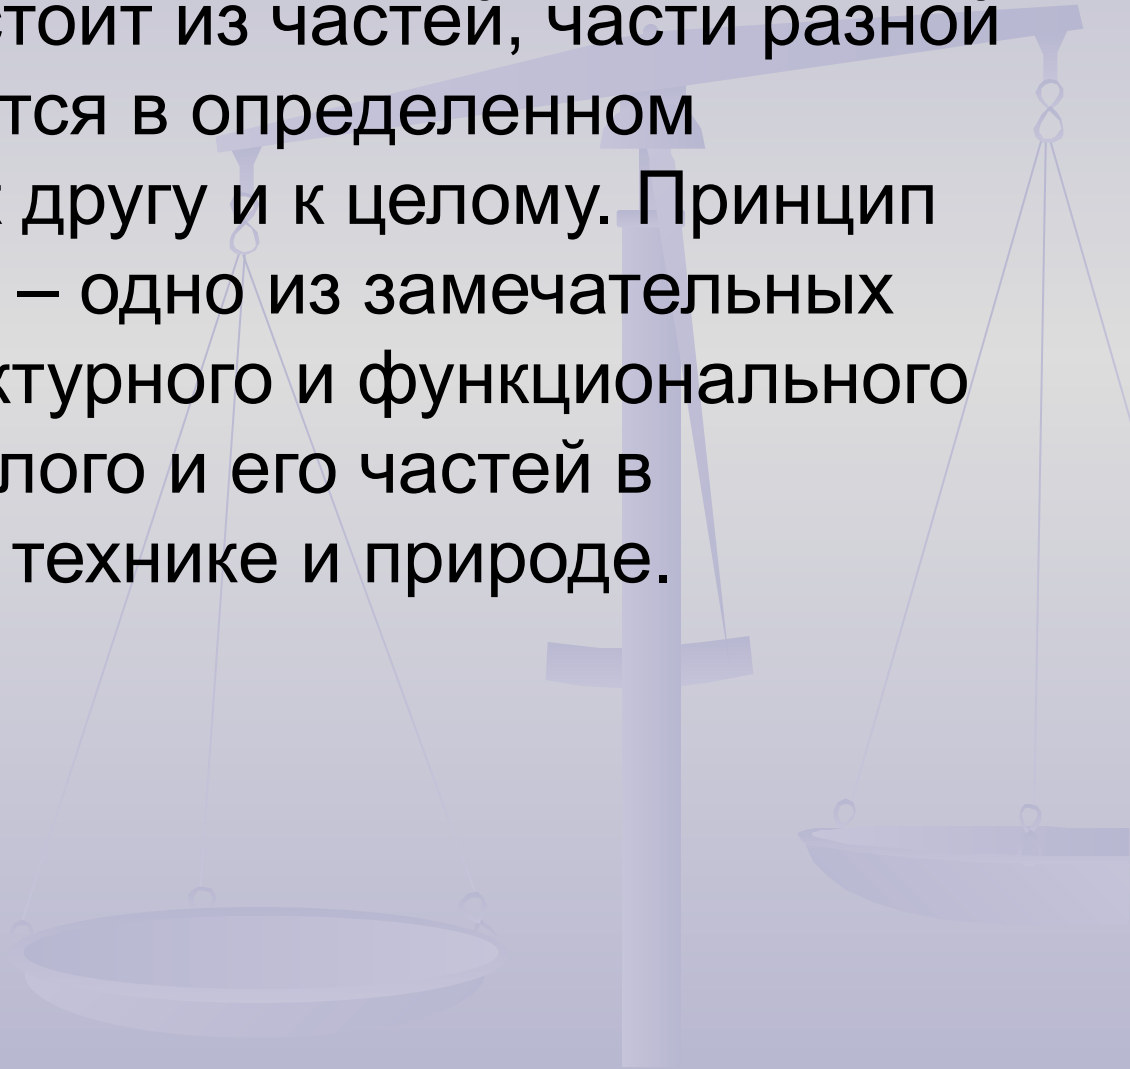 стоит из частей, части разной
тся в определенном
другу и к целому. Принцип
– одно из замечательных
ктурного и функционального
лого и его частей в
технике и природе.